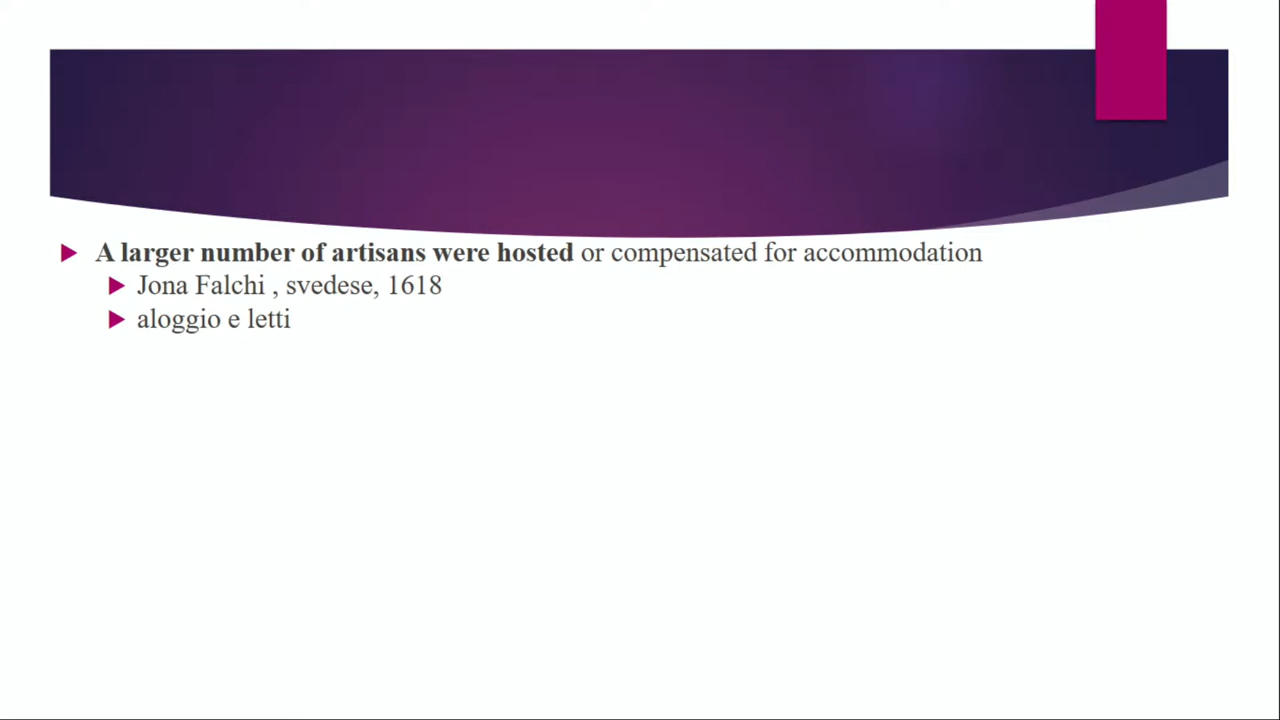 A larger number of artisans were hosted or compensated for accommodation
Jona Falchi , svedese, 1618
aloggio e letti